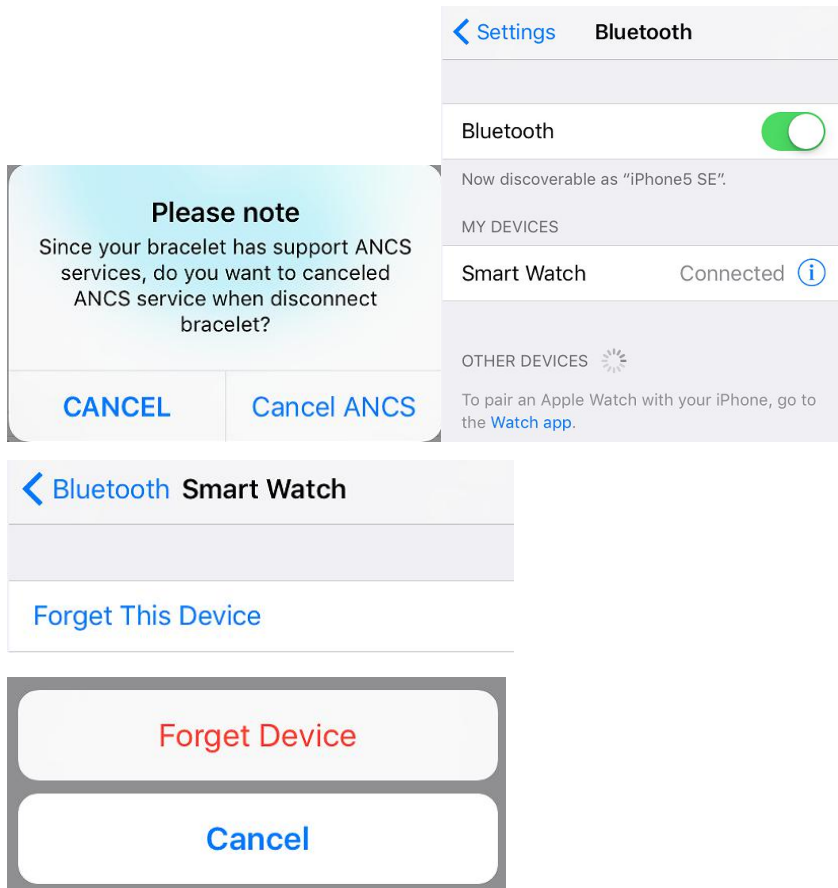 Please note
Since your bracelet has support ANCS
services, do you want to canceled
ANCS service when disconnect
bracelet?
CANCEL
Cancel ANCS
Settings
Bluetooth
Bluetooth
Now discoverable as “iPhone5 SE”.
MY DEVICES
Smart Watch
Connected
i
OTHER DEVICES
To pair an Apple Watch with your iPhone, go to
the Watch app.
Bluetooth
Smart Watch
Forget This Device
Forget Device
Cancel